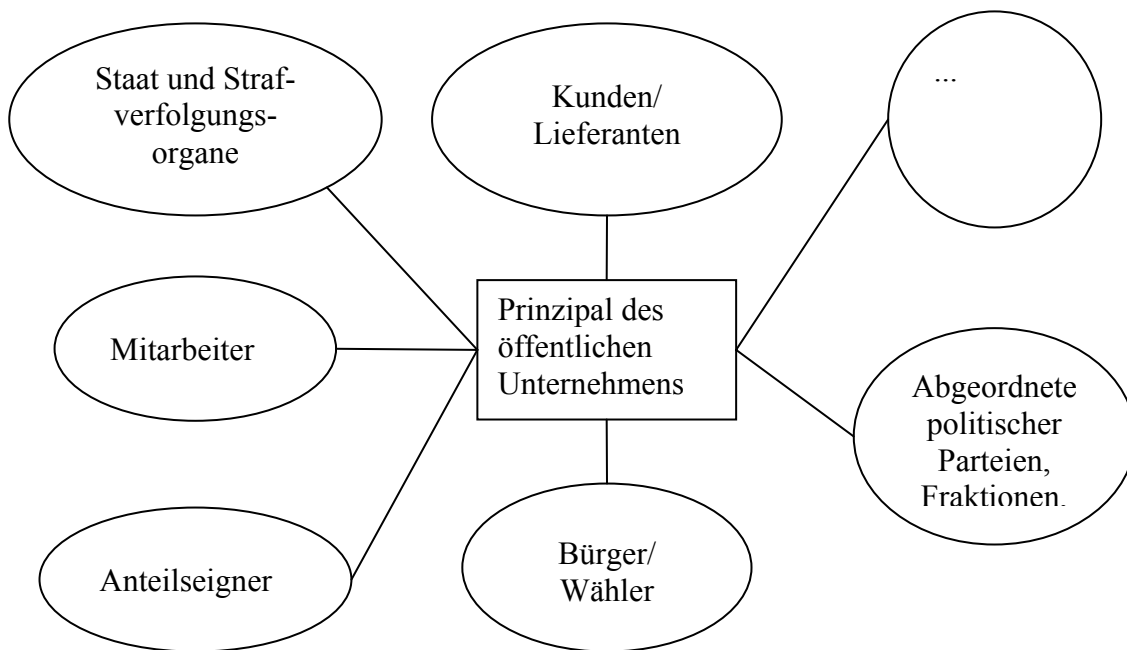 Staat und Straf-
verfolgungs-
organe
Kunden/
Lieferanten
...
Prinzipal des
öffentlichen
Unternehmens
Mitarbeiter
Abgeordnete
politischer
Parteien,
Fraktionen,
Anteilseigner
Bürger/
Wähler